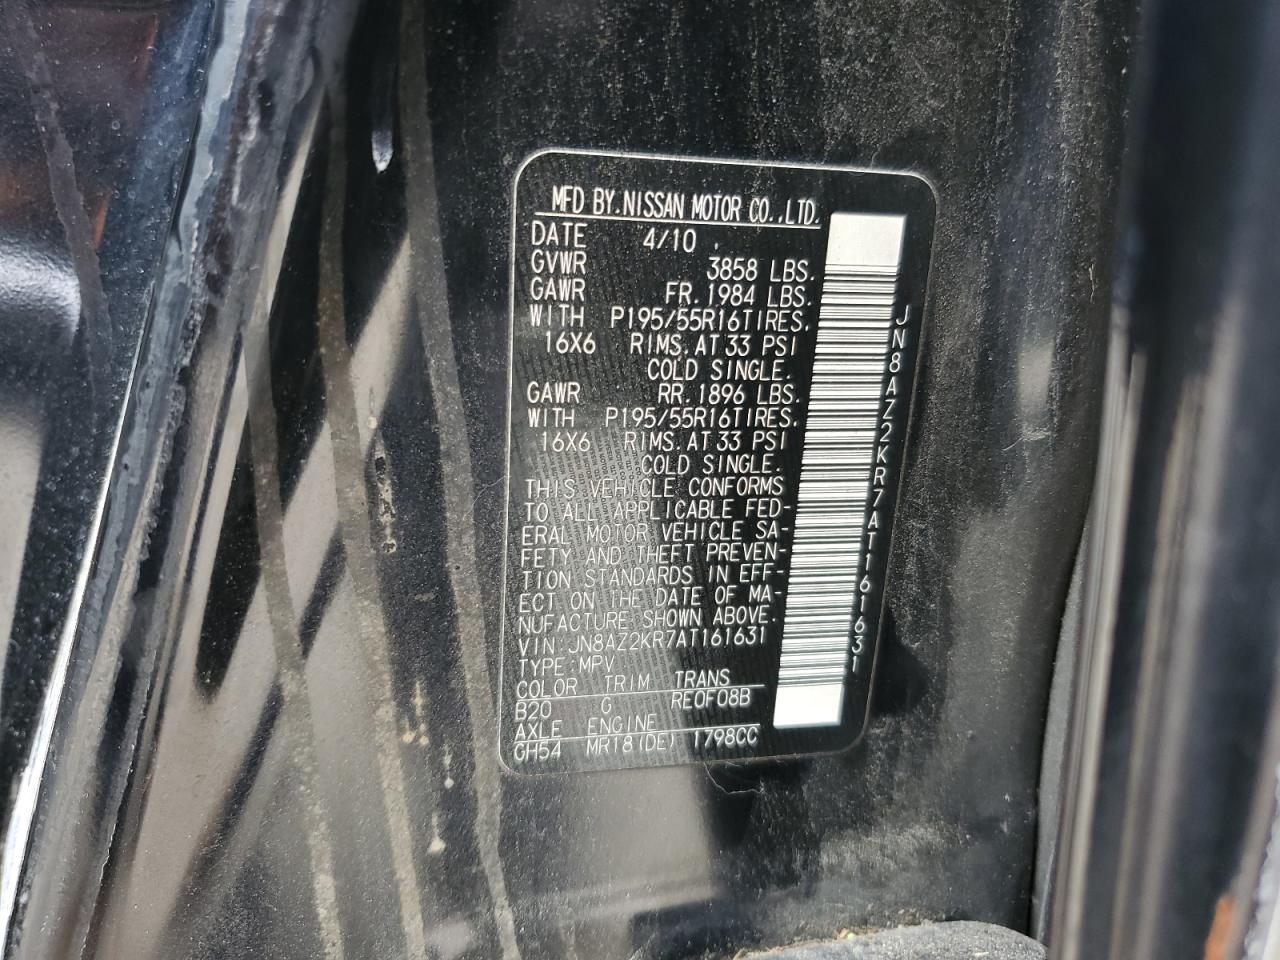 MFD BY.NISSAN MOTOR CO.,LTD.
DATE 4/10
GVWR 3858 LBS.
GAWR FR.1984 LBS.
WITH P195/55R16TIRES.
16X6 RIMS.AT 33 PSI
COLD SINGLE.
GAWR RR.1896 LBS.
WITH P195/55R16TIRES.
16X6 RIMS.AT 33 PSI
COLD SINGLE.
THIS VEHICLE CONFORMS
TO ALL APPLICABLE FED-
ERAL MOTOR VEHICLE SA-
FETY AND THEFT PREVEN-
TION STANDARDS IN EFF-
ECT ON THE DATE OF MA-
NUFACTURE SHOWN ABOVE.
VIN:JN8AZ2KR7AT161631
TYPE:MPV
COLOR TRIM TRANS
B20 G RE0F08B
AXLE ENGINE
GH54 MR18(DE) 1798CC
JN8AZ2KR7AT161631